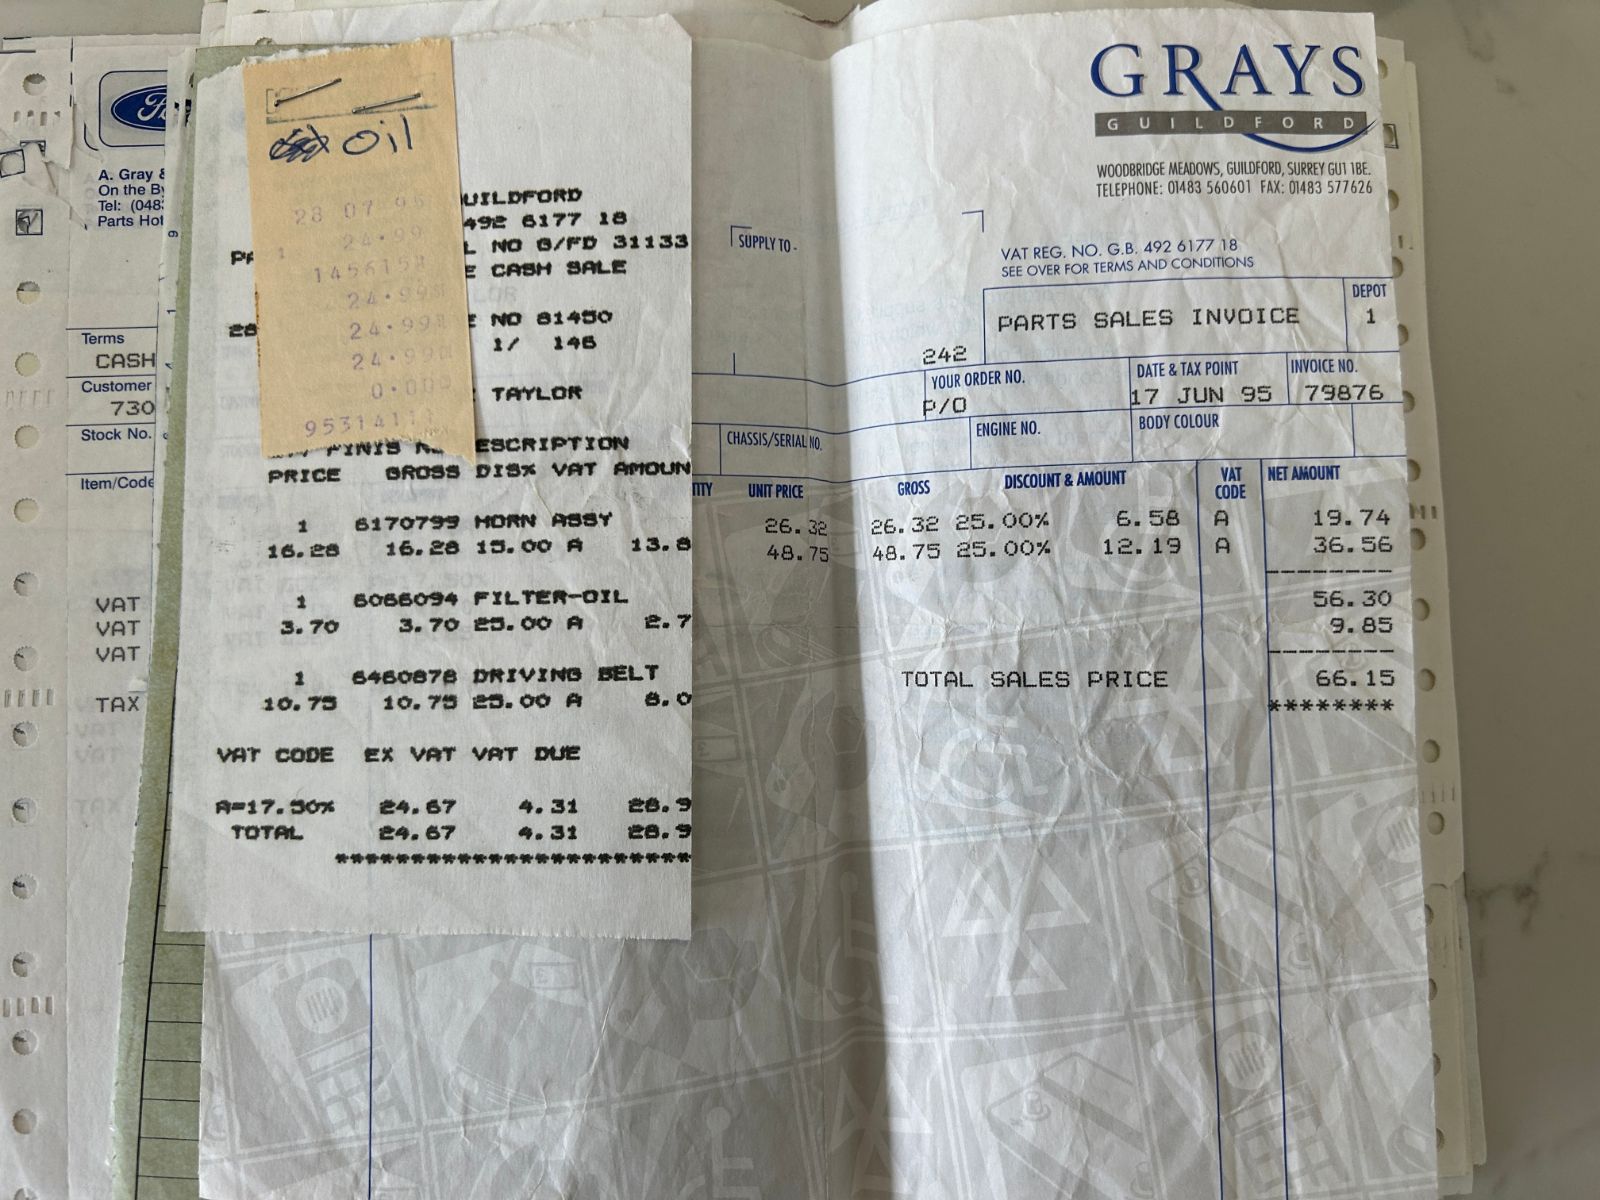 Ford
A. Gray &
On the By
Tel: (048
Parts Hot
Terms
CASH
Customer
730
Stock No.
Item/Code
VAT
VAT
VAT
TAX
oil
28 07 95
1 24.99
145615
24.99
24.99
24.99
0.00
9531411
UILDFORD
492 6177 18
L NO G/FD 31133
E CASH SALE
28 E NO 81450
1/ 146
TAYLOR
FINIS ESCRIPTION
PRICE GROSS DIS% VAT AMOUN
1 6170799 HORN ASSY
16.28 16.28 15.00 A 13.8
1 6066094 FILTER-OIL
3.70 3.70 25.00 A 2.7
1 6460878 DRIVING BELT
10.75 10.75 25.00 A 8.0
VAT CODE EX VAT VAT DUE
A=17.50% 24.67 4.31 28.9
TOTAL 24.67 4.31 28.9
**********************
GRAYS
GUILDFORD
WOODBRIDGE MEADOWS, GUILDFORD, SURREY GU1 1BE.
TELEPHONE: 01483 560601 FAX: 01483 577626
SUPPLY TO -
VAT REG. NO. G.B. 492 6177 18
SEE OVER FOR TERMS AND CONDITIONS
PARTS SALES INVOICE
DEPOT
1
242
YOUR ORDER NO.
P/O
DATE & TAX POINT
17 JUN 95
INVOICE NO.
79876
CHASSIS/SERIAL NO.
ENGINE NO.
BODY COLOUR
TITY UNIT PRICE GROSS DISCOUNT & AMOUNT VAT CODE NET AMOUNT
26.32 26.32 25.00% 6.58 A 19.74
48.75 48.75 25.00% 12.19 A 36.56
56.30
9.85
TOTAL SALES PRICE 66.15
********